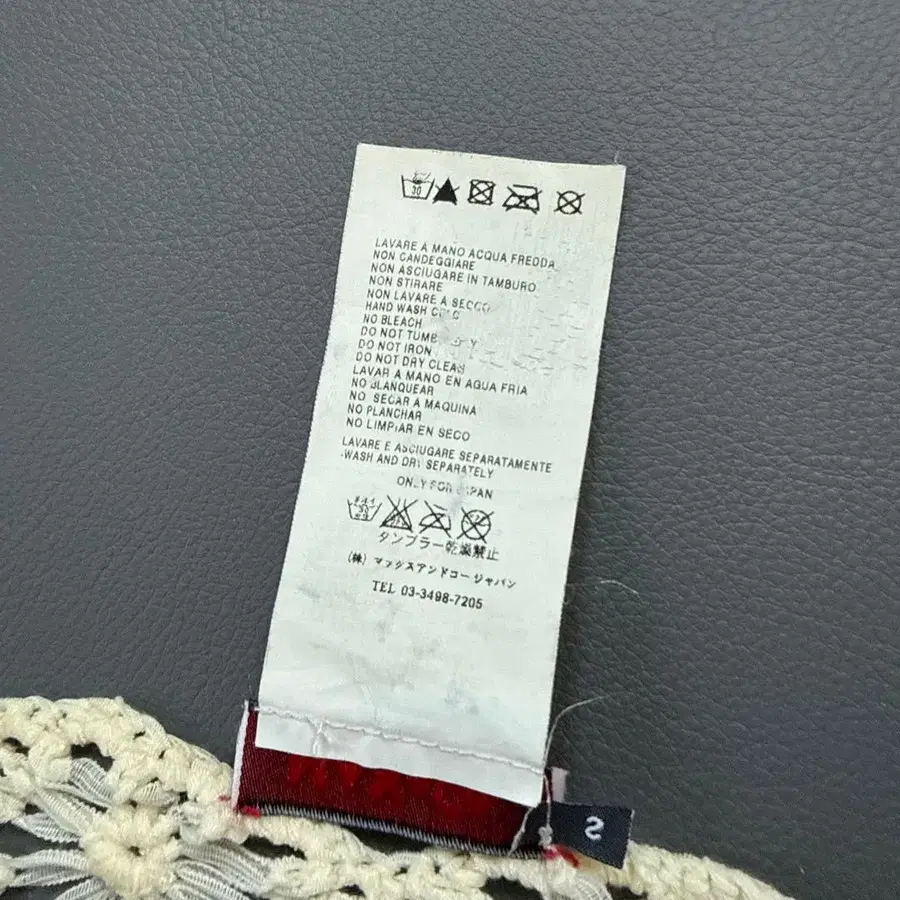 30
LAVARE A MANO ACQUA FREDDA
NON CANDEGGIARE
NON ASCIUGARE IN TAMBURO
NON STIRARE
NON LAVARE A SECCO
HAND WASH COLD
NO BLEACH
DO NOT TUMB Y
DO NOT IRON
DO NOT DRY CLEAN
LAVAR A MANO EN AGUA FRIA
NO BLANQUEAR
NO SECAR A MAQUINA
NO PLANCHAR
NO LIMPIAR EN SECO
LAVARE E ASCIUGARE SEPARATAMENTE
WASH AND DRY SEPARATELY
ONLY FOR JAPAN
タンブラー乾燥禁止
(株) マックスアンドコージャパン
TEL 03-3498-7205
S